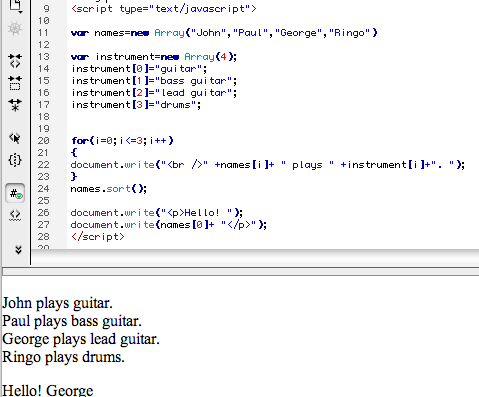 9 <script type="text/javascript">
10
11 var names=new Array("John","Paul","George","Ringo")
12
13 var instrument=new Array(4);
14 instrument[0]="guitar";
15 instrument[1]="bass guitar";
16 instrument[2]="lead guitar";
17 instrument[3]="drums";
18
19
20 for(i=0;i<=3;i++)
21 {
22 document.write("<br />" +names[i]+ " plays " +instrument[i]+". ");
23 }
24 names.sort();
25
26 document.write("<p>Hello! ");
27 document.write(names[0]+ "</p>");
28 </script>
John plays guitar.
Paul plays bass guitar.
George plays lead guitar.
Ringo plays drums.
Hello! George